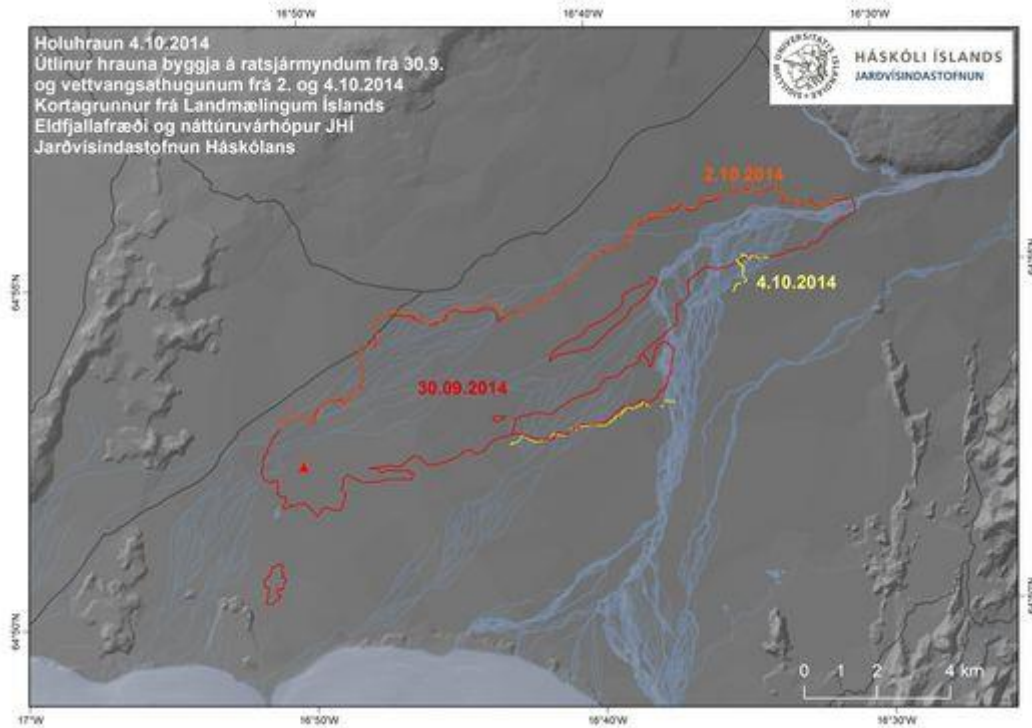 16°50'W 16°40'W 16°30'W
Holuhraun 4.10.2014
Útlínur hrauna byggja á ratsjármyndum frá 30.9.
og vettvangsathugunum frá 2. og 4.10.2014
Kortagrunnur frá Landmælingum Íslands
Eldfjallafræði og náttúruvárhópur JHÍ
Jarðvísindastofnun Háskólans
HÁSKÓLI ÍSLANDS
JARÐVÍSINDASTOFNUN
2.10.2014
4.10.2014
30.09.2014
64°55'N
64°50'N
0 1 2 4 km
17°W 16°50'W 16°40'W 16°30'W